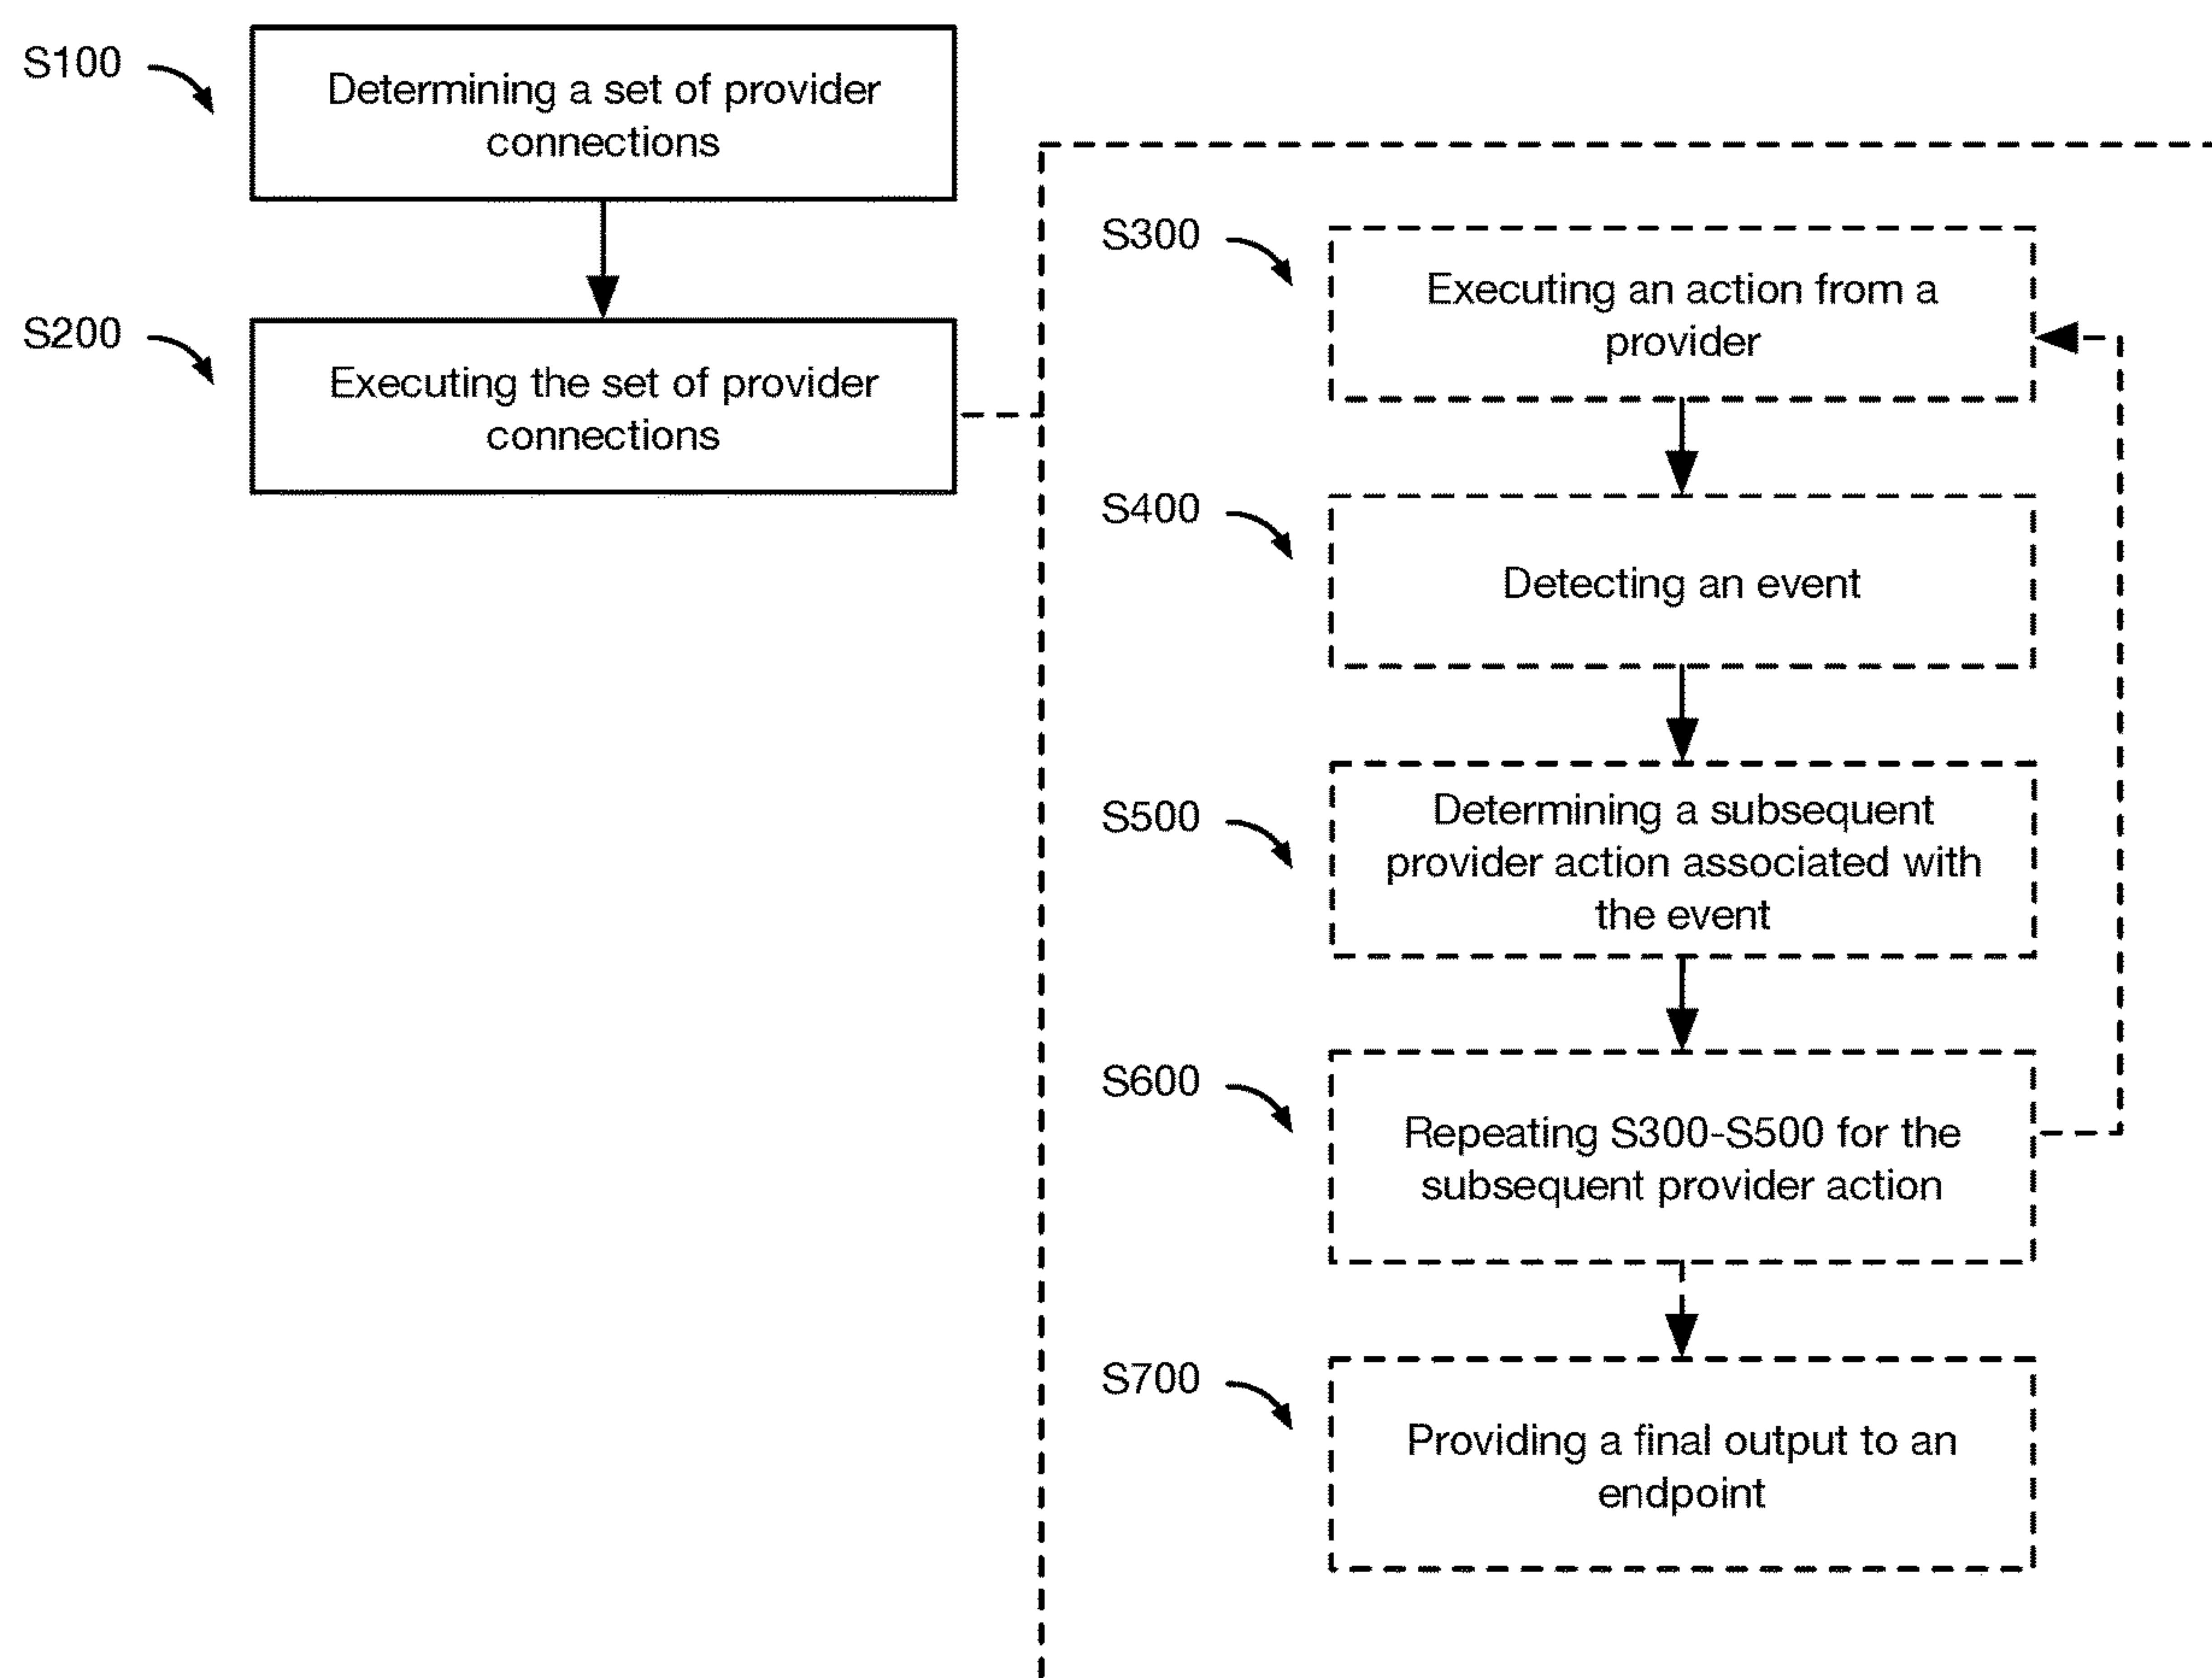 S100
Determining a set of provider
connections
S200
Executing the set of provider
connections
S300
Executing an action from a
provider
S400
Detecting an event
S500
Determining a subsequent
provider action associated with
the event
S600
Repeating S300-S500 for the
subsequent provider action
S700
Providing a final output to an
endpoint